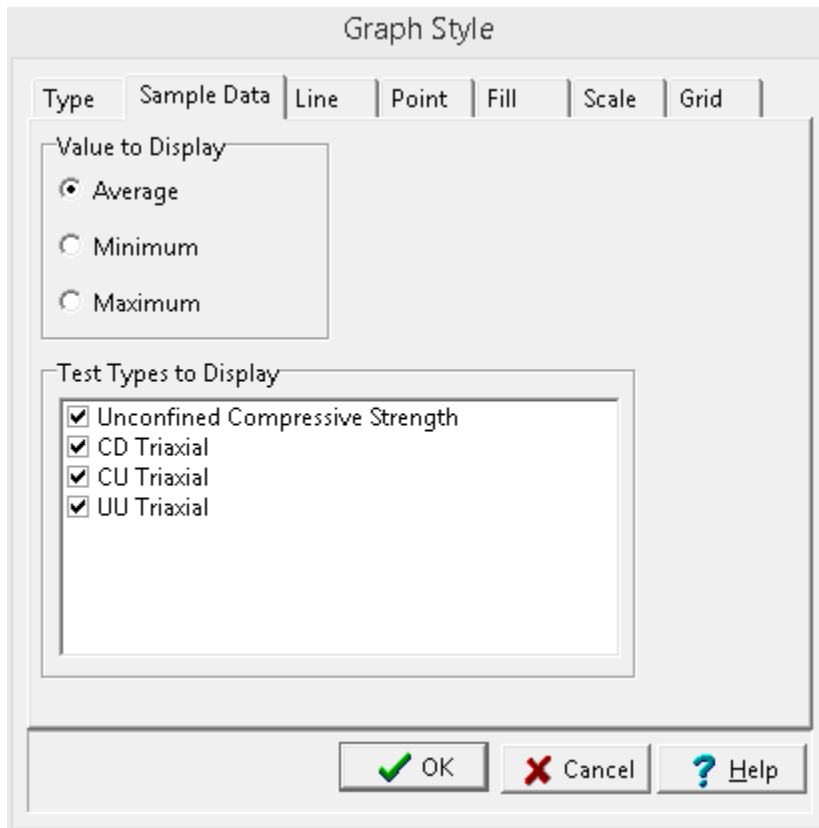 Graph Style
Type Sample Data Line Point Fill Scale Grid
Value to Display
Average
Minimum
Maximum
Test Types to Display
Unconfined Compressive Strength
CD Triaxial
CU Triaxial
UU Triaxial
OK Cancel Help